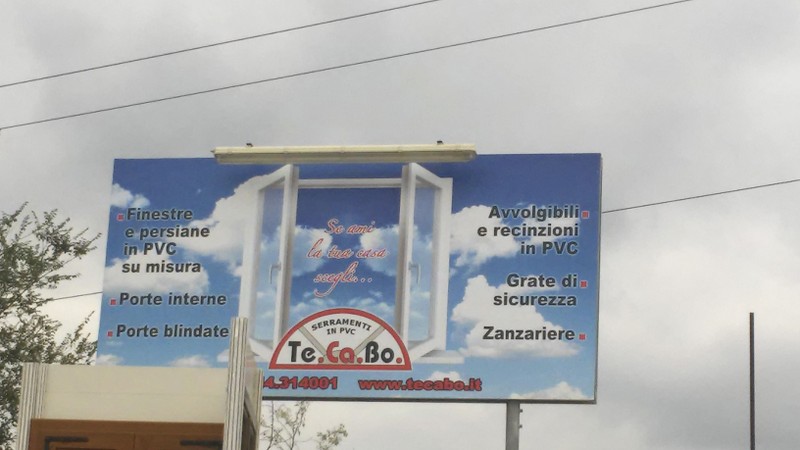 Finestre
e persiane
in PVC
su misura
Porte interne
Porte blindate
Se ami
la tua casa
scegli...
Avvolgibili
e recinzioni
in PVC
Grate di
sicurezza
Zanzariere
SERRAMENTI
IN PVC
Te.Ca.Bo.
4.314001 www.tecabo.it